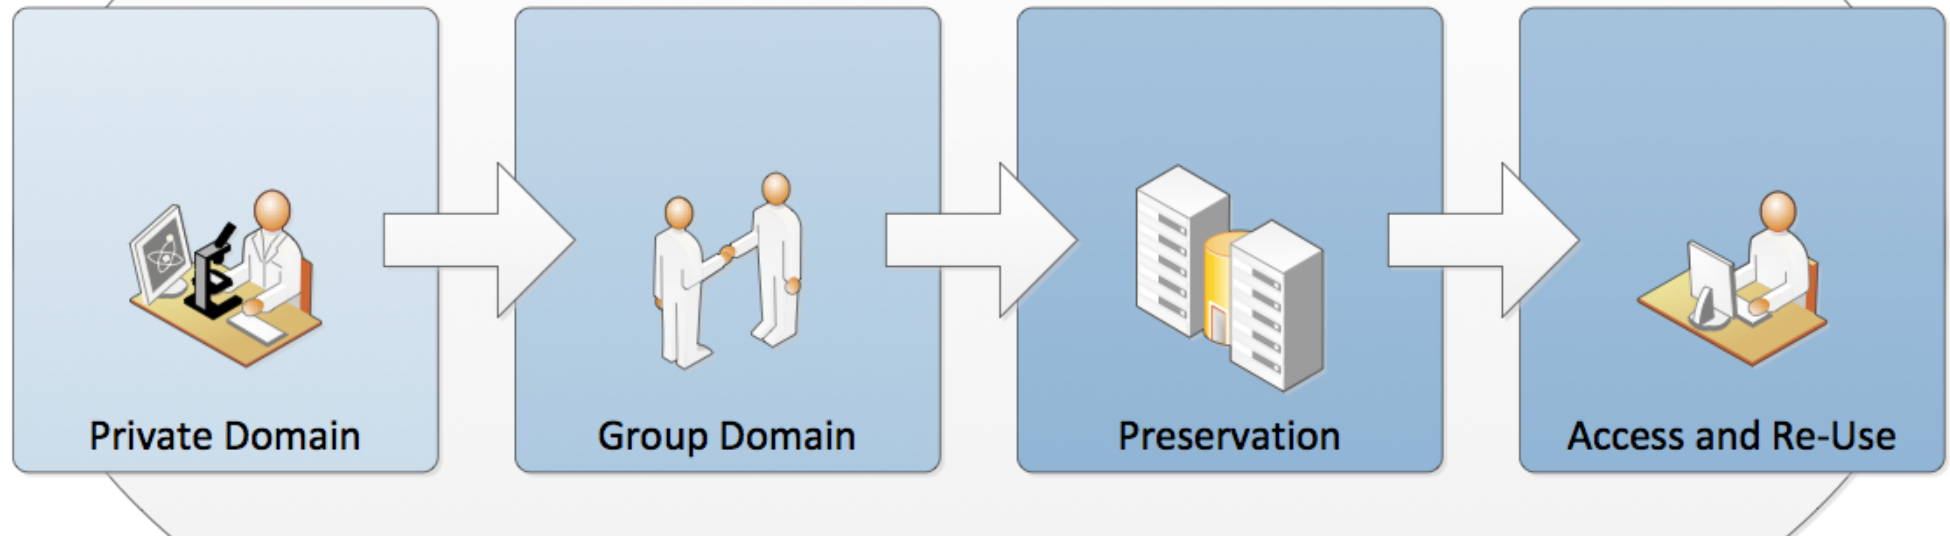 Private Domain
Group Domain
Preservation
Access and Re-Use